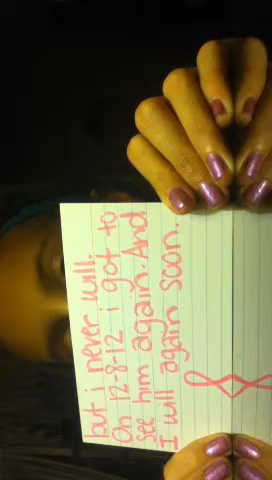 but i never will.
On 12-8-12 i got to
see him again. And
I will again soon.